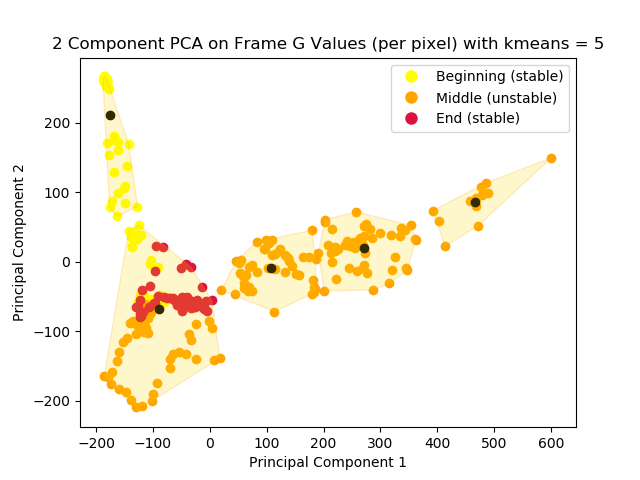 2 Component PCA on Frame G Values (per pixel) with kmeans = 5
Beginning (stable)
Middle (unstable)
End (stable)
200
100
0
−100
−200
Principal Component 2
−200 −100 0 100 200 300 400 500 600
Principal Component 1